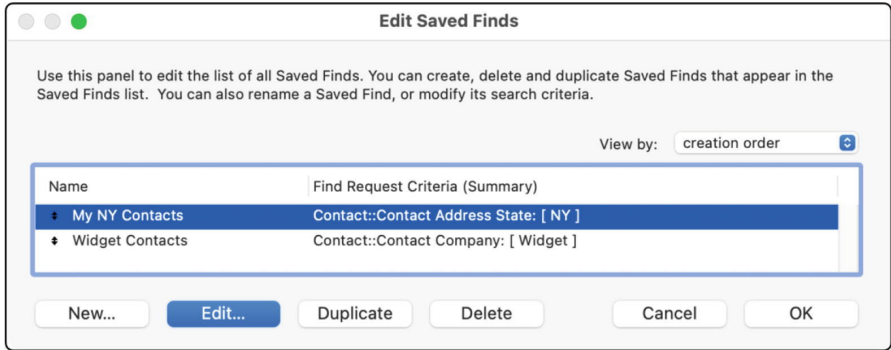 Edit Saved Finds
Use this panel to edit the list of all Saved Finds. You can create, delete and duplicate Saved Finds that appear in the
Saved Finds list.  You can also rename a Saved Find, or modify its search criteria.
View by: creation order
Name Find Request Criteria (Summary)
My NY Contacts Contact::Contact Address State: [ NY ]
Widget Contacts Contact::Contact Company: [ Widget ]
New... Edit... Duplicate Delete Cancel OK